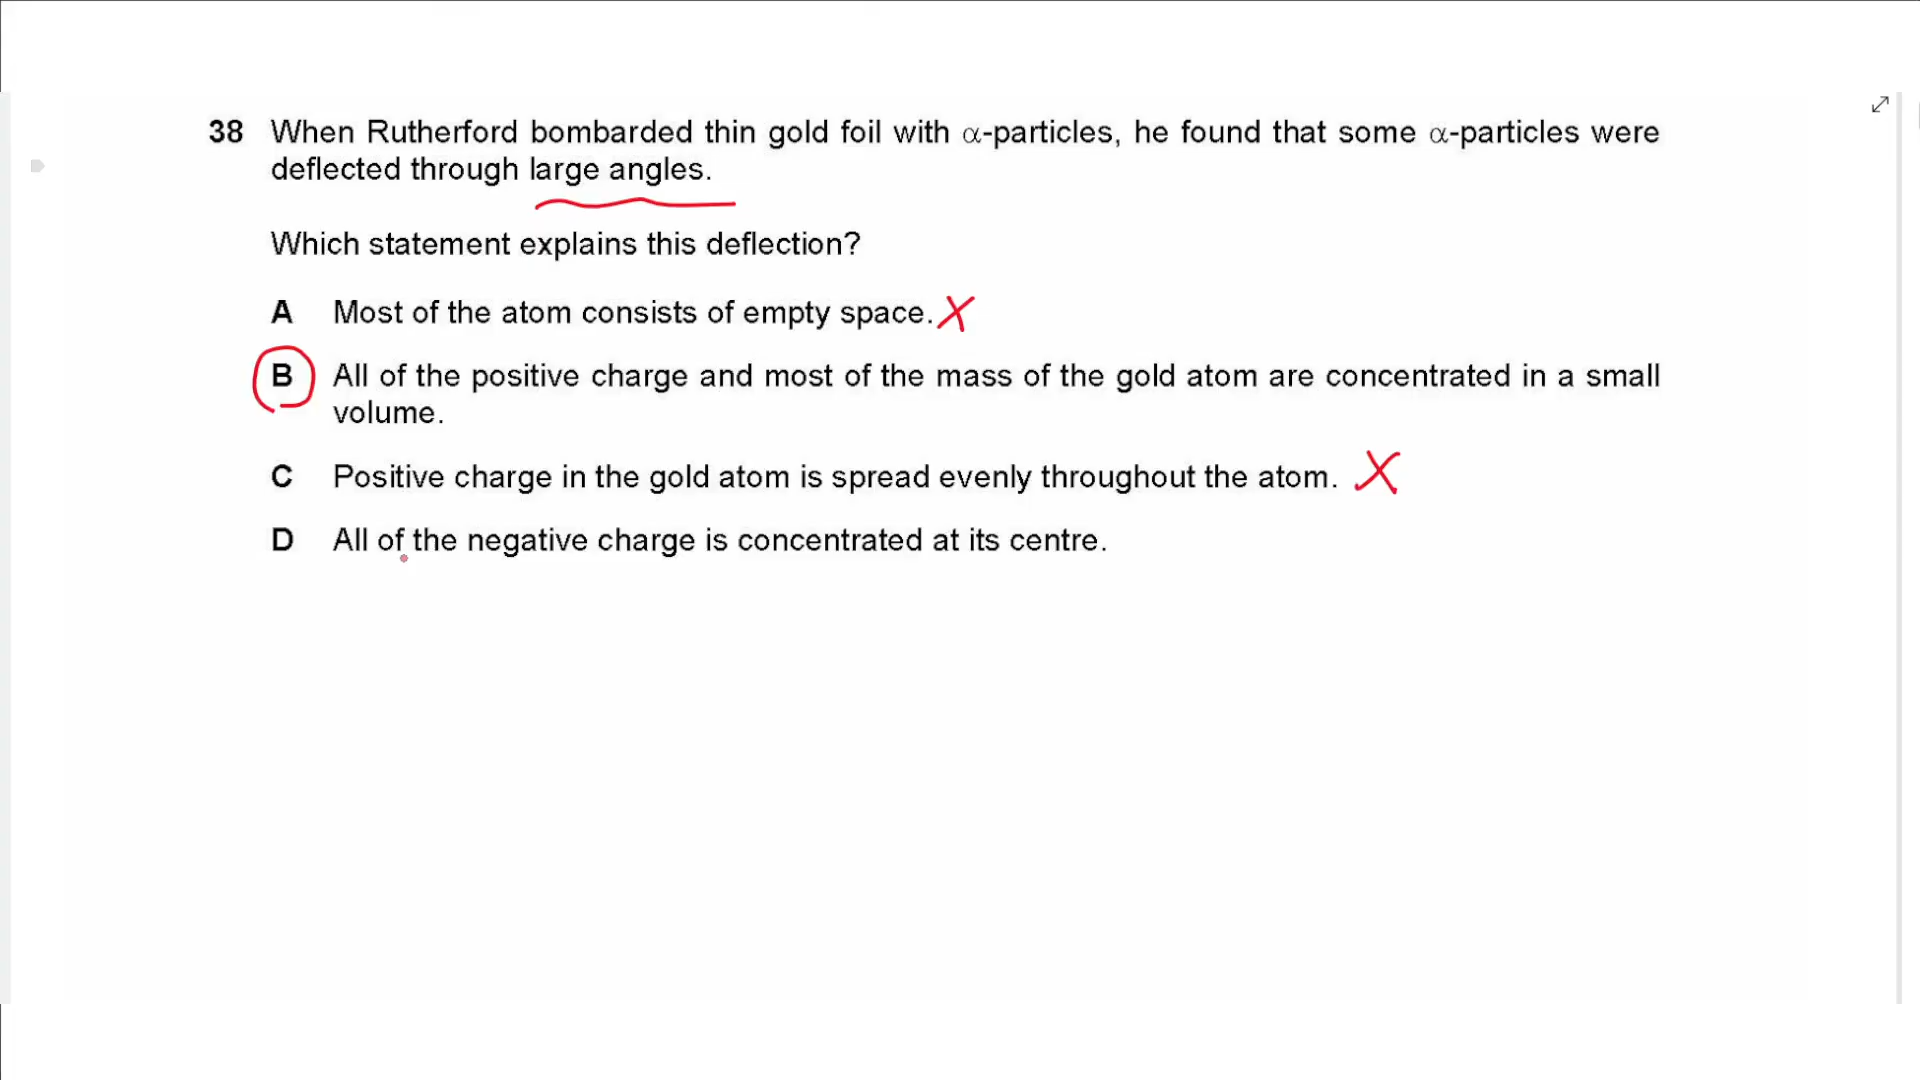 38 When Rutherford bombarded thin gold foil with α-particles, he found that some α-particles were
deflected through large angles.
Which statement explains this deflection?
A Most of the atom consists of empty space. X
B All of the positive charge and most of the mass of the gold atom are concentrated in a small
volume.
C Positive charge in the gold atom is spread evenly throughout the atom. X
D All of the negative charge is concentrated at its centre.